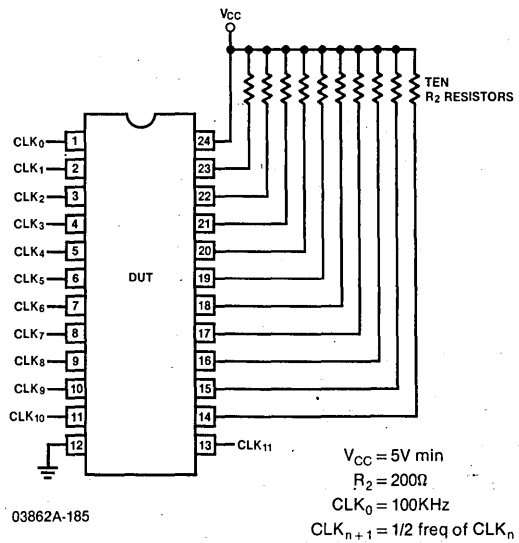 VCC
TEN
R2 RESISTORS
CLK0 1
CLK1 2
CLK2 3
CLK3 4
CLK4 5
CLK5 6
CLK6 7
CLK7 8
CLK8 9
CLK9 10
CLK10 11
12
DUT
24
23
22
21
20
19
18
17
16
15
14
13 CLK11
VCC = 5V min
R2 = 200Ω
CLK0 = 100KHz
CLKn + 1 = 1/2 freq of CLKn
03862A-185